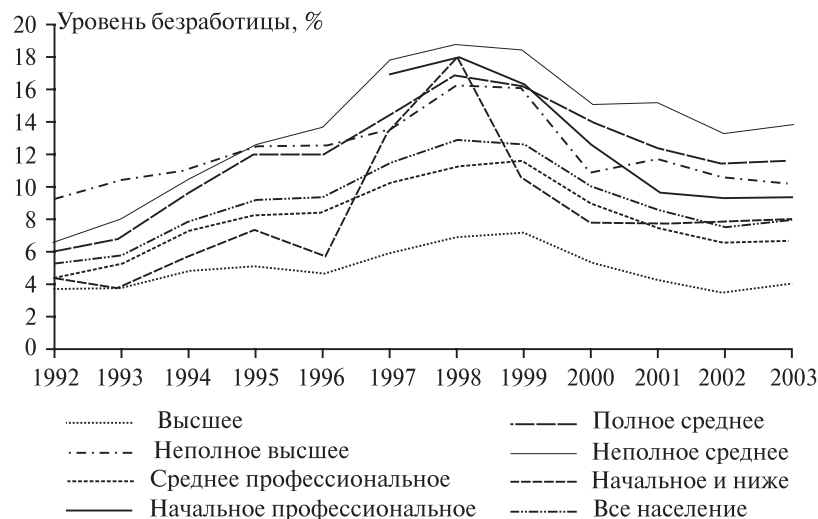 Уровень безработицы, %
20
18
16
14
12
10
8
6
4
2
0
1992 1993 1994 1995 1996 1997 1998 1999 2000 2001 2002 2003
Высшее
Неполное высшее
Среднее профессиональное
Начальное профессиональное
Полное среднее
Неполное среднее
Начальное и ниже
Все население